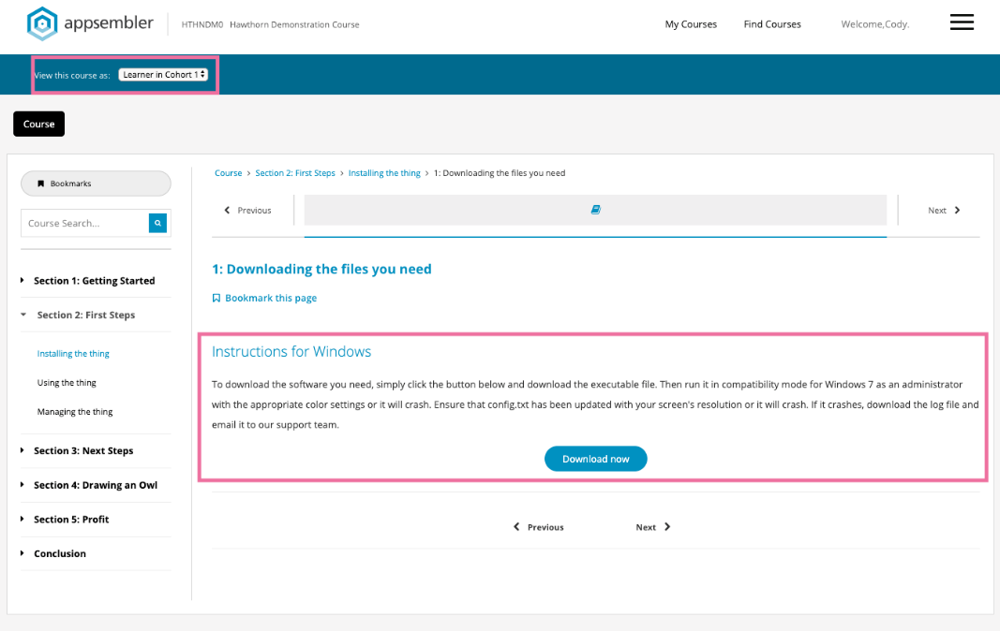 appsembler
HTHNDM0 Hawthorn Demonstration Course
My Courses
Find Courses
Welcome,Cody.
View this course as: Learner in Cohort 1
Course
Bookmarks
Course Search...
Section 1: Getting Started
Section 2: First Steps
Installing the thing
Using the thing
Managing the thing
Section 3: Next Steps
Section 4: Drawing an Owl
Section 5: Profit
Conclusion
Course > Section 2: First Steps > Installing the thing > 1: Downloading the files you need
Previous
Next
1: Downloading the files you need
Bookmark this page
Instructions for Windows
To download the software you need, simply click the button below and download the executable file. Then run it in compatibility mode for Windows 7 as an administrator
with the appropriate color settings or it will crash. Ensure that config.txt has been updated with your screen's resolution or it will crash. If it crashes, download the log file and
email it to our support team.
Download now
Previous
Next